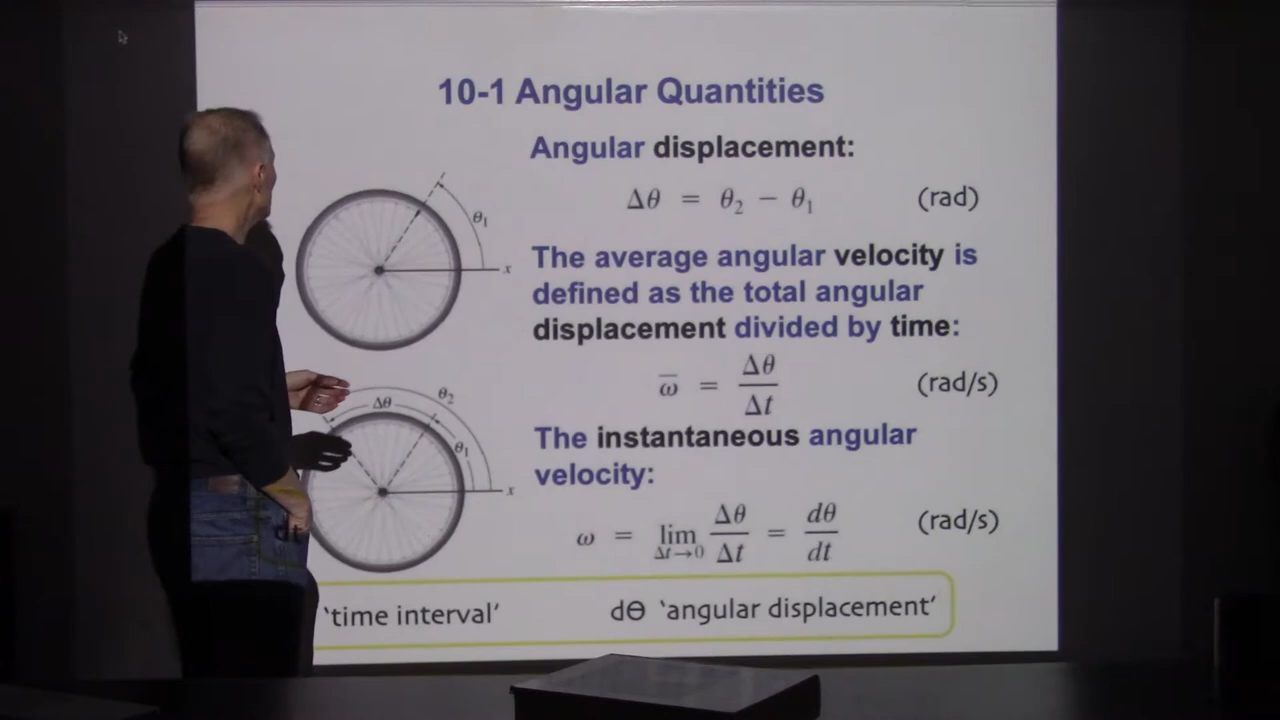 10-1 Angular Quantities
Angular displacement:
Δθ = θ₂ − θ₁ (rad)
θ₁
x
The average angular velocity is
defined as the total angular
displacement divided by time:
ω̅ = Δθ/Δt (rad/s)
Δθ θ₂
θ₁
x
The instantaneous angular
velocity:
ω = lim Δt→0 Δθ/Δt = dθ/dt (rad/s)
dt 'time interval' dΘ 'angular displacement'